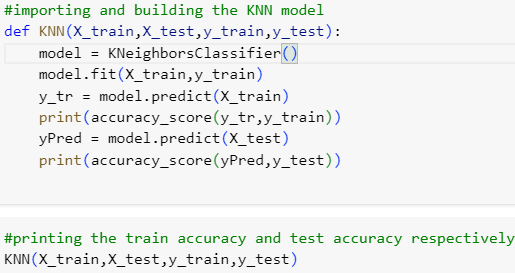 #importing and building the KNN model
def KNN(X_train,X_test,y_train,y_test):
    model = KNeighborsClassifier()
    model.fit(X_train,y_train)
    y_tr = model.predict(X_train)
    print(accuracy_score(y_tr,y_train))
    yPred = model.predict(X_test)
    print(accuracy_score(yPred,y_test))
#printing the train accuracy and test accuracy respectively
KNN(X_train,X_test,y_train,y_test)